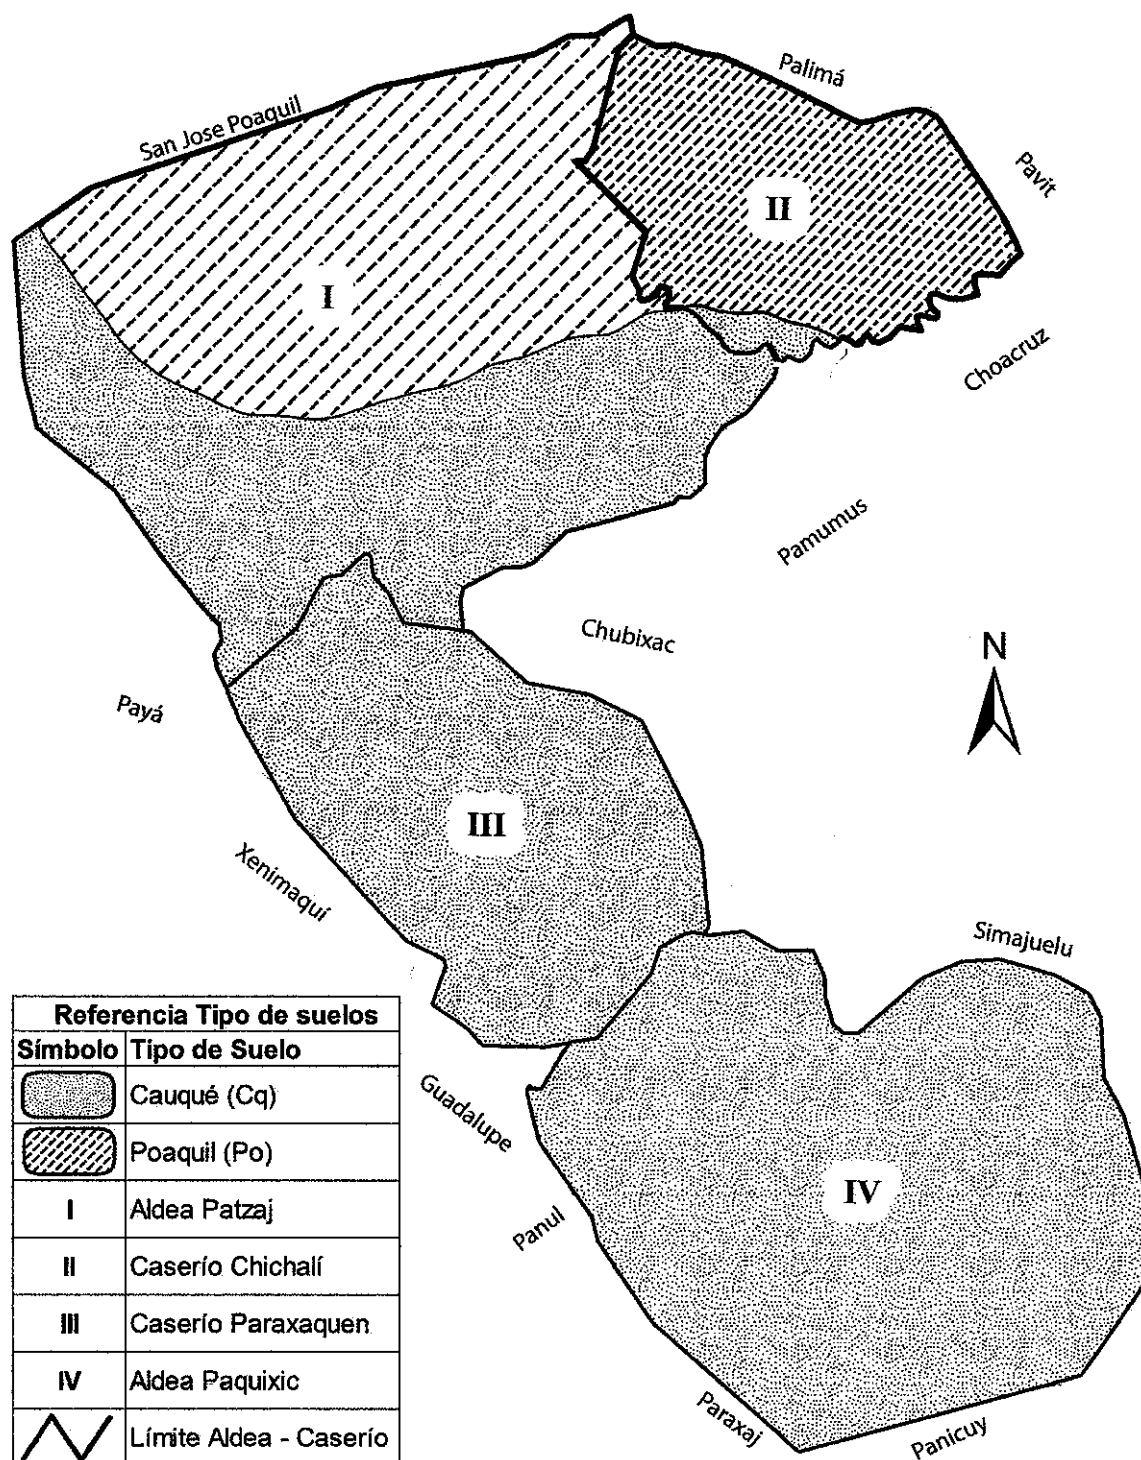 Palimá
San Jose Poaquil
Pavit
II
I
Choacruz
Pamumus
Chubixac
N
Payá
III
Xenimaquí
Simajuelu
Guadalupe
IV
Panul
Paraxaj
Panicuy
Referencia Tipo de suelos
Símbolo Tipo de Suelo
Cauqué (Cq)
Poaquil (Po)
I Aldea Patzaj
II Caserío Chichalí
III Caserío Paraxaquen
IV Aldea Paquixic
Límite Aldea - Caserío